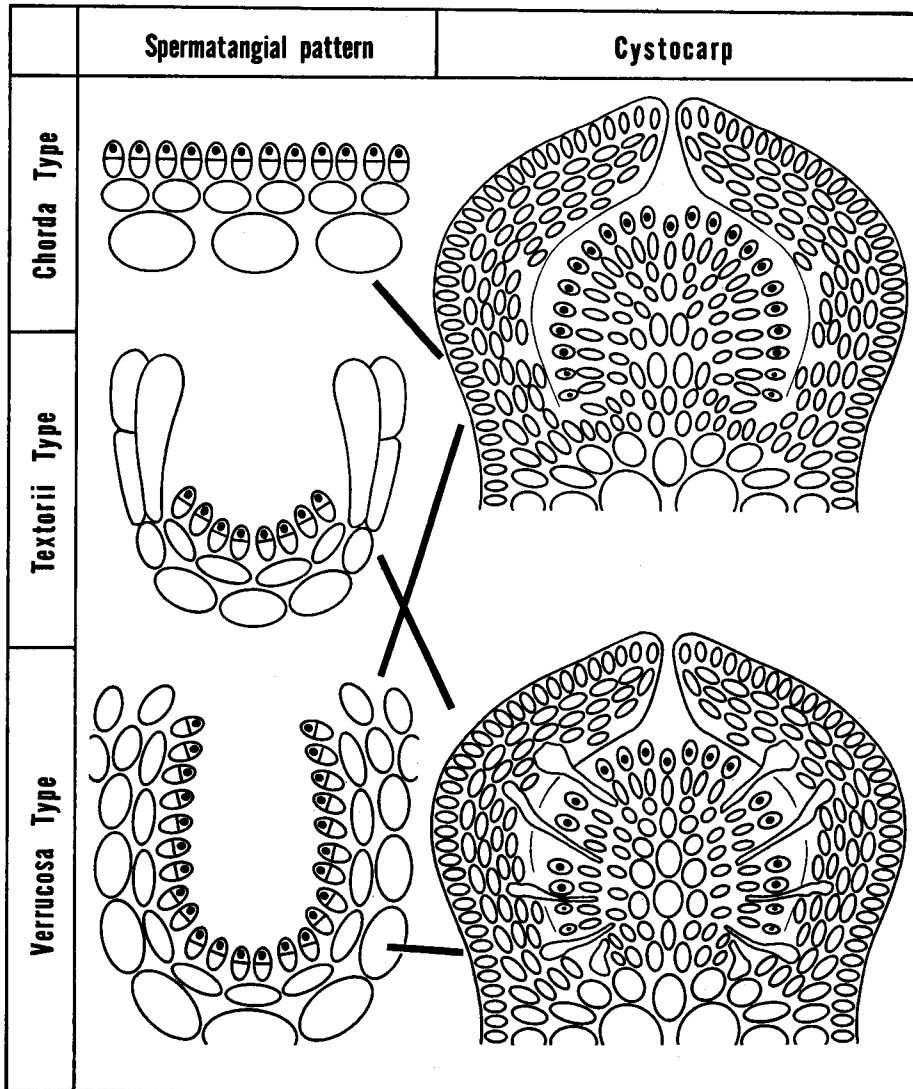 Spermatangial pattern
Cystocarp
Chorda Type
Textorii Type
Verrucosa Type